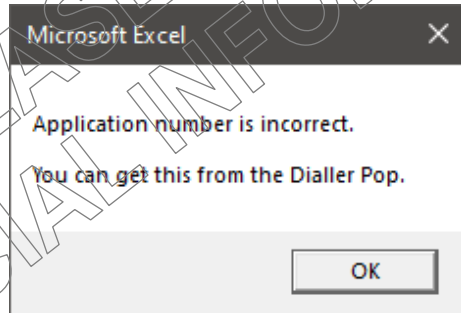 Microsoft Excel
Application number is incorrect.
You can get this from the Dialler Pop.
OK